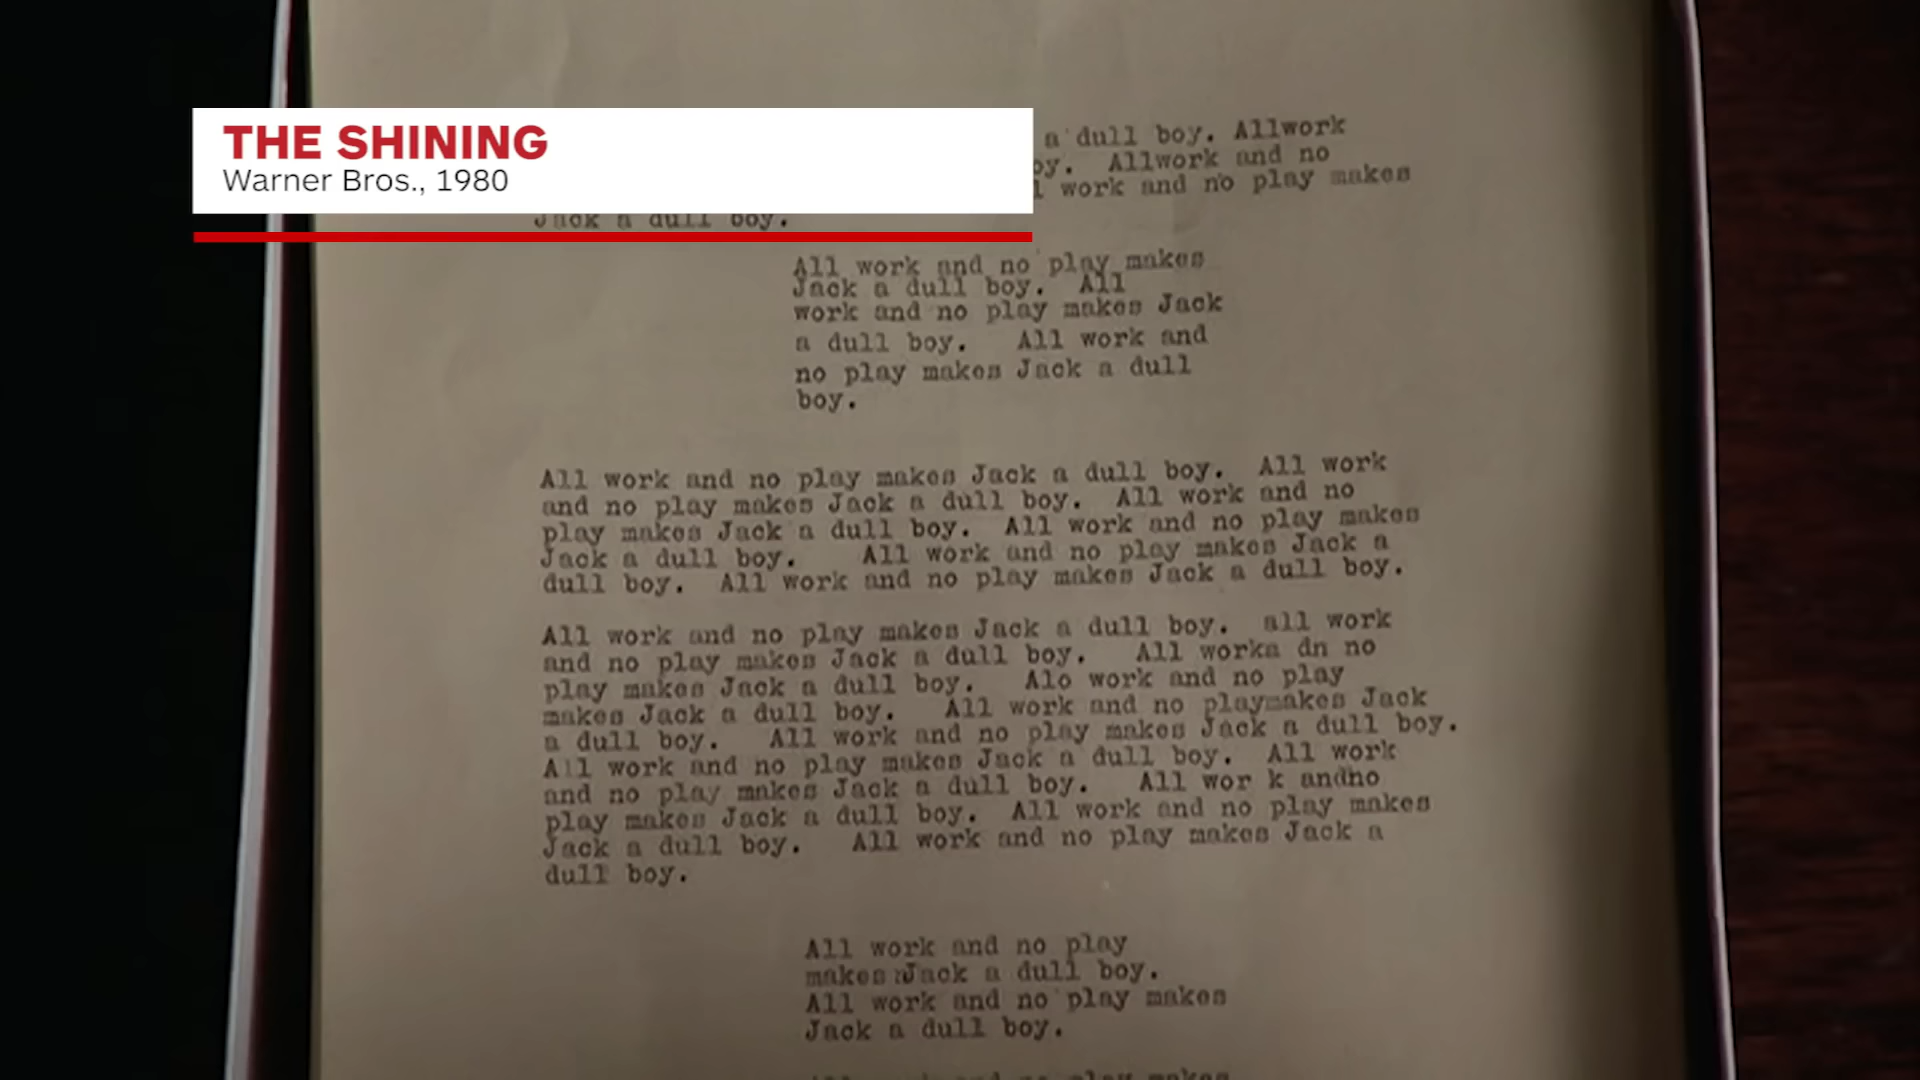 THE SHINING
Warner Bros., 1980
a dull boy. Allwork
oy. Allwork and no
l work and no play makes
Jack a dull boy.
All work and no play makes
Jack a dull boy. All
work and no play makes Jack
a dull boy. All work and
no play makes Jack a dull
boy.
All work and no play makes Jack a dull boy. All work
and no play makes Jack a dull boy. All work and no
play makes Jack a dull boy. All work and no play makes
Jack a dull boy. All work and no play makes Jack a
dull boy. All work and no play makes Jack a dull boy.
All work and no play makes Jack a dull boy. all work
and no play makes Jack a dull boy. All worka dn no
play makes Jack a dull boy. Alo work and no play
makes Jack a dull boy. All work and no playmakes Jack
a dull boy. All work and no play makes Jack a dull boy.
All work and no play makes Jack a dull boy. All work
and no play makes Jack a dull boy. All wor k andno
play makes Jack a dull boy. All work and no play makes
Jack a dull boy. All work and no play makes Jack a
dull boy.
All work and no play
makes Jack a dull boy.
All work and no play makes
Jack a dull boy.
All work and no play makes